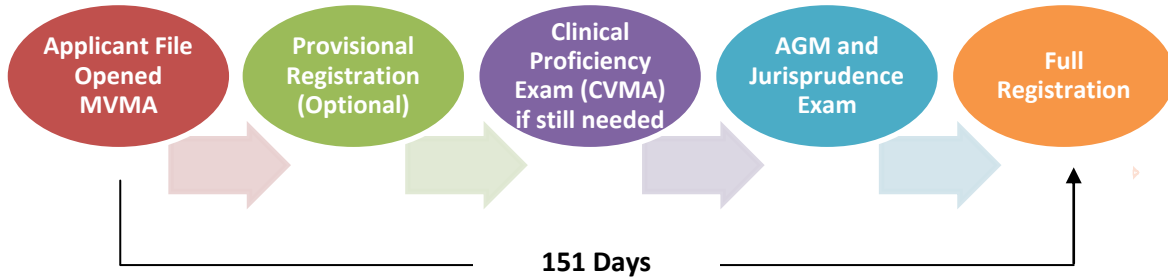 Applicant File
Opened
MVMA
Provisional
Registration
(Optional)
Clinical
Proficiency
Exam (CVMA)
if still needed
AGM and
Jurisprudence
Exam
Full
Registration
151 Days